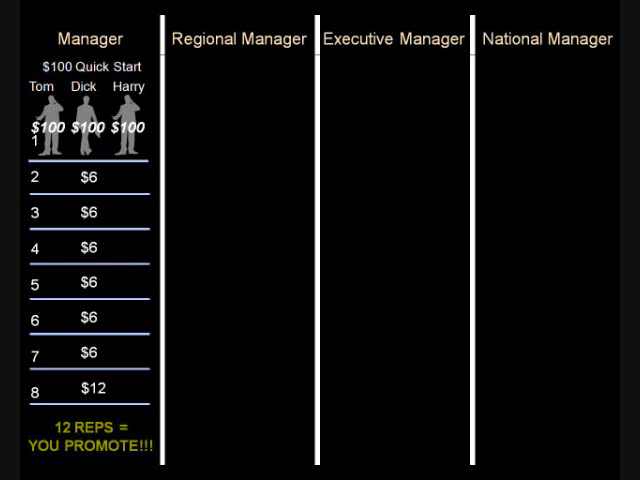 Manager Regional Manager Executive Manager National Manager
$100 Quick Start
Tom Dick Harry
$100 $100 $100
1
2 $6
3 $6
4 $6
5 $6
6 $6
7 $6
8 $12
12 REPS =
YOU PROMOTE!!!